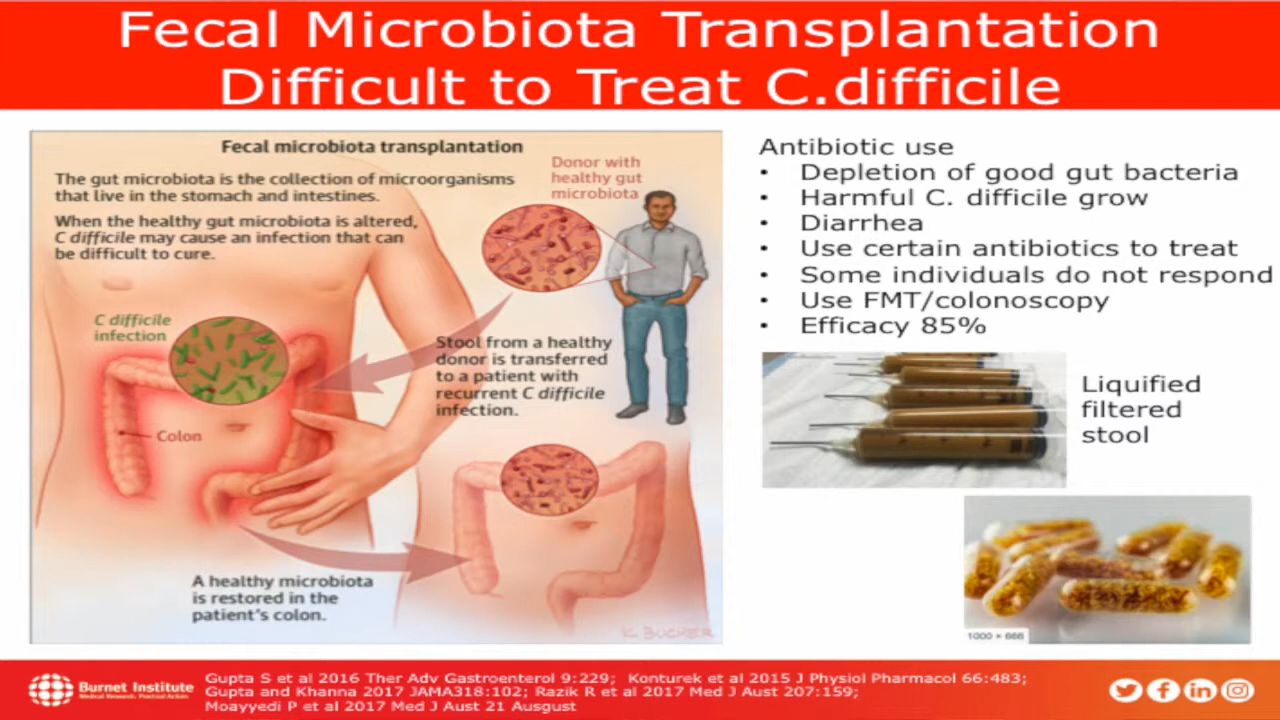 Fecal Microbiota Transplantation
Difficult to Treat C.difficile
Fecal microbiota transplantation
The gut microbiota is the collection of microorganisms
that live in the stomach and intestines.
When the healthy gut microbiota is altered,
C difficile may cause an infection that can
be difficult to cure.
Donor with
healthy gut
microbiota
C difficile
infection
Stool from a healthy
donor is transferred
to a patient with
recurrent C difficile
infection.
Colon
A healthy microbiota
is restored in the
patient's colon.
K. BUCHER
Antibiotic use
• Depletion of good gut bacteria
• Harmful C. difficile grow
• Diarrhea
• Use certain antibiotics to treat
• Some individuals do not respond
• Use FMT/colonoscopy
• Efficacy 85%
Liquified
filtered
stool
1000 × 666
Burnet Institute
Medical Research. Practical Action.
Gupta S et al 2016 Ther Adv Gastroenterol 9:229; Konturek et al 2015 J Physiol Pharmacol 66:483;
Gupta and Khanna 2017 JAMA318:102; Razik R et al 2017 Med J Aust 207:159;
Moayyedi P et al 2017 Med J Aust 21 Ausgust